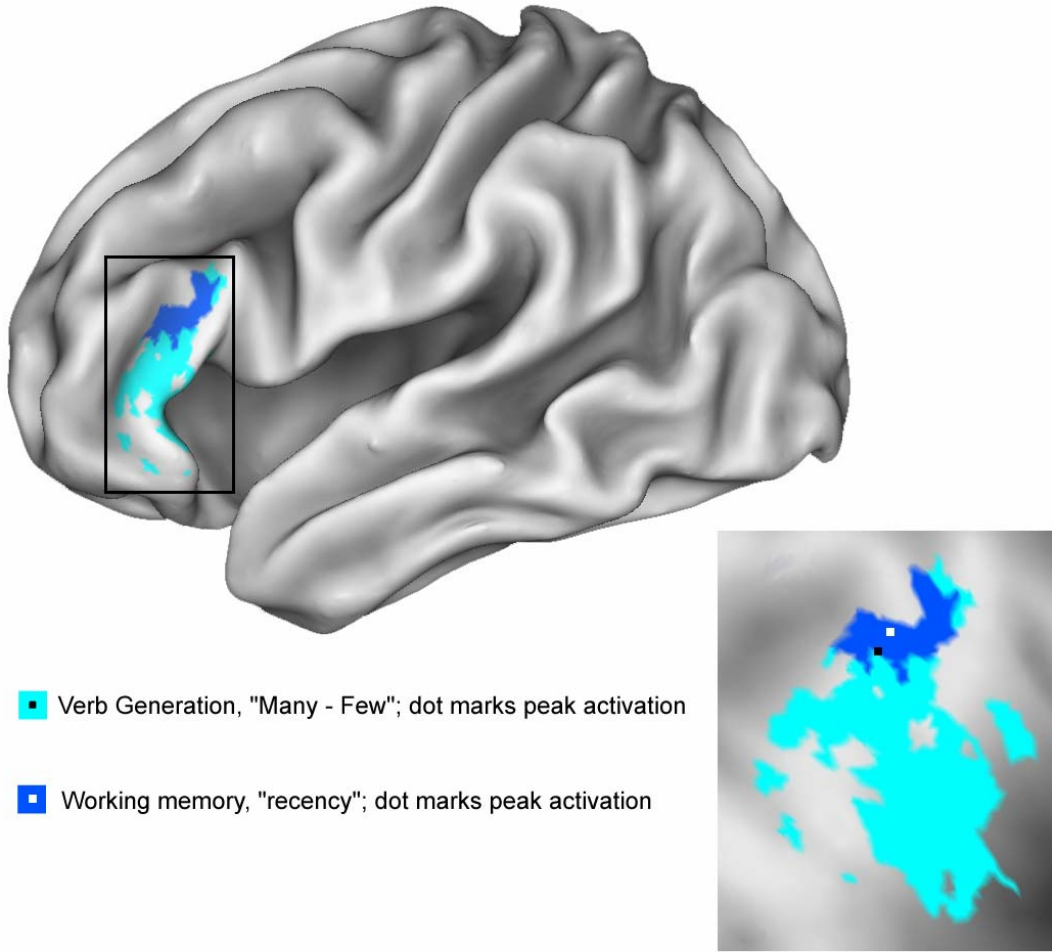 Verb Generation, "Many - Few"; dot marks peak activation
Working memory, "recency"; dot marks peak activation